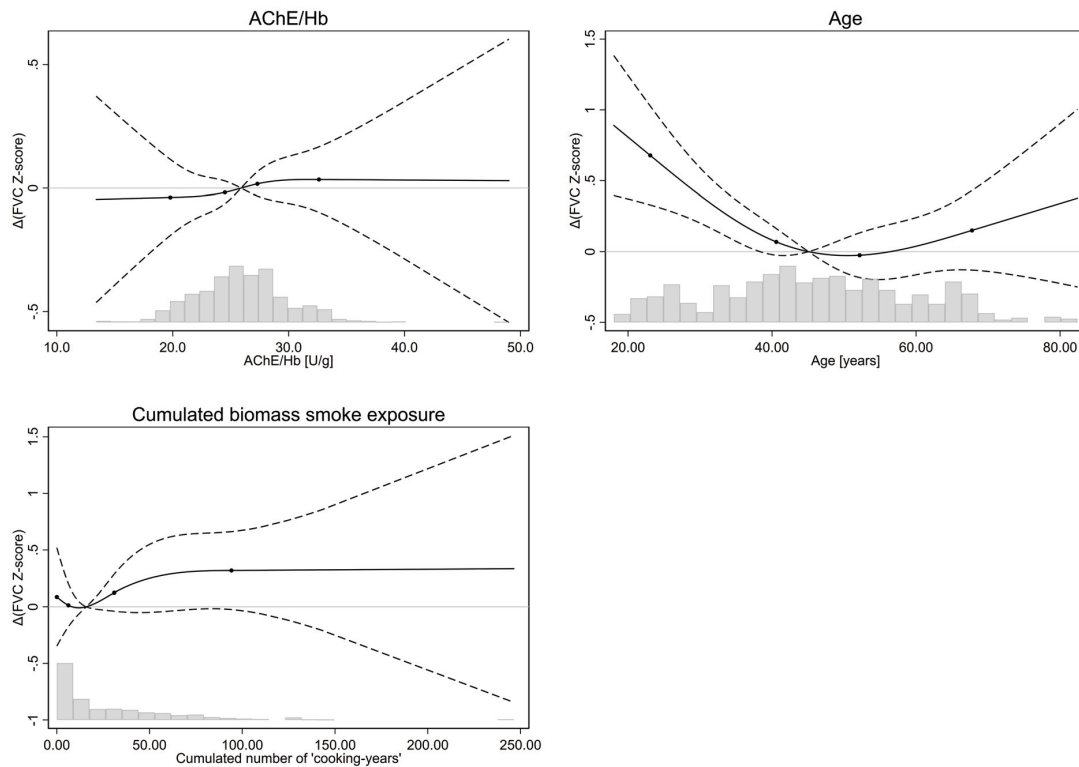 AChE/Hb
Δ(FVC Z-score)
.5
0
-.5
10.0 20.0 30.0 40.0 50.0
AChE/Hb [U/g]
Age
Δ(FVC Z-score)
1.5
1
.5
0
-.5
20.00 40.00 60.00 80.00
Age [years]
Cumulated biomass smoke exposure
Δ(FVC Z-score)
1.5
1
.5
0
-.5
-1
0.00 50.00 100.00 150.00 200.00 250.00
Cumulated number of 'cooking-years'